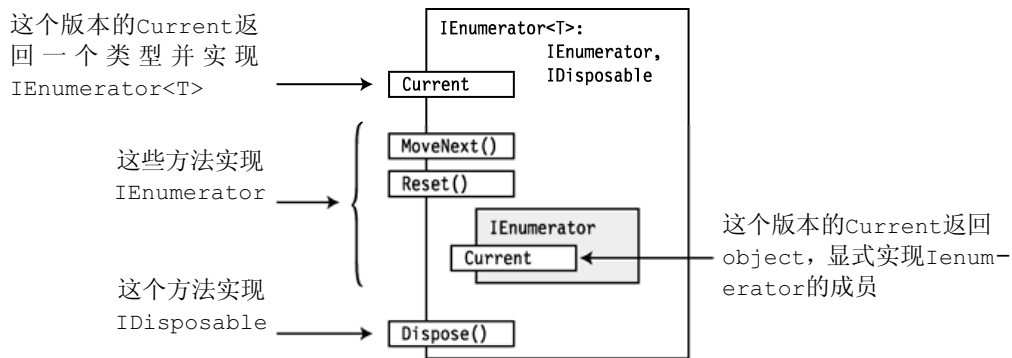 这个版本的Current返
回一个类型并实现
IEnumerator<T>
这些方法实现
IEnumerator
这个方法实现
IDisposable
IEnumerator<T>:
IEnumerator,
IDisposable
Current
MoveNext()
Reset()
IEnumerator
Current
Dispose()
这个版本的Current返回
object，显式实现Ienum-
erator的成员